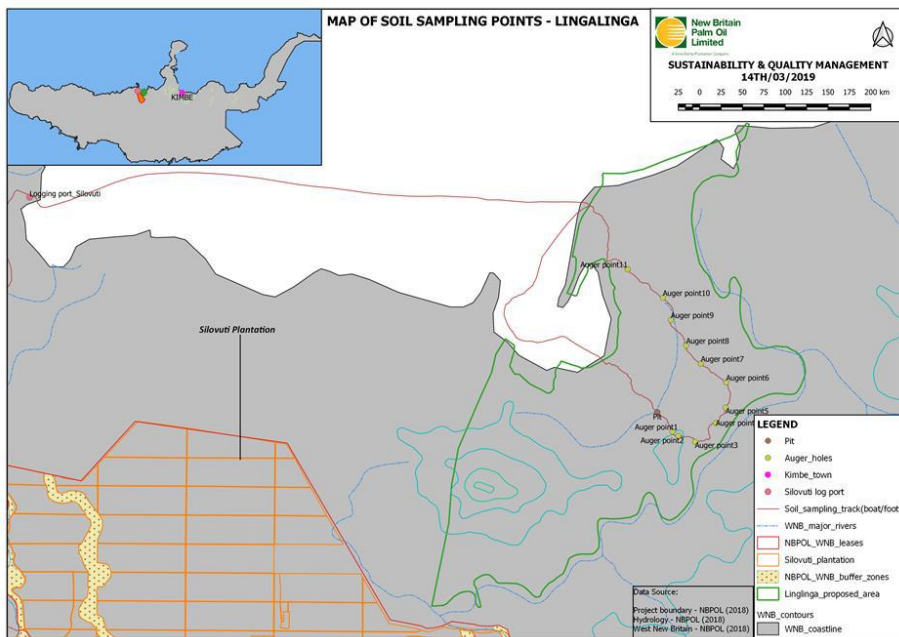 MAP OF SOIL SAMPLING POINTS - LINGALINGA
New Britain
Palm Oil
Limited
SUSTAINABILITY & QUALITY MANAGEMENT
14TH/03/2019
25 0 25 50 75 100 125 150 175 200 km
KIMBE
Logging port_Silovuti
Auger point11
Auger point10
Auger point9
Auger point8
Auger point7
Auger point6
Auger point5
Auger point
Pit
Auger point1
Auger point2
Auger point3
Silovuti Plantation
LEGEND
Pit
Auger_holes
Kimbe_town
Silovuti log port
Soil_sampling_track(boat/foot
WNB_major_rivers
NBPOL_WNB_leases
Silovuti_plantation
NBPOL_WNB_buffer_zones
Linglinga_proposed_area
WNB_contours
WNB_coastline
Data Source:
Project boundary - NBPOL (2018)
Hydrology - NBPOL (2018)
West New Britain - NBPOL (2018)